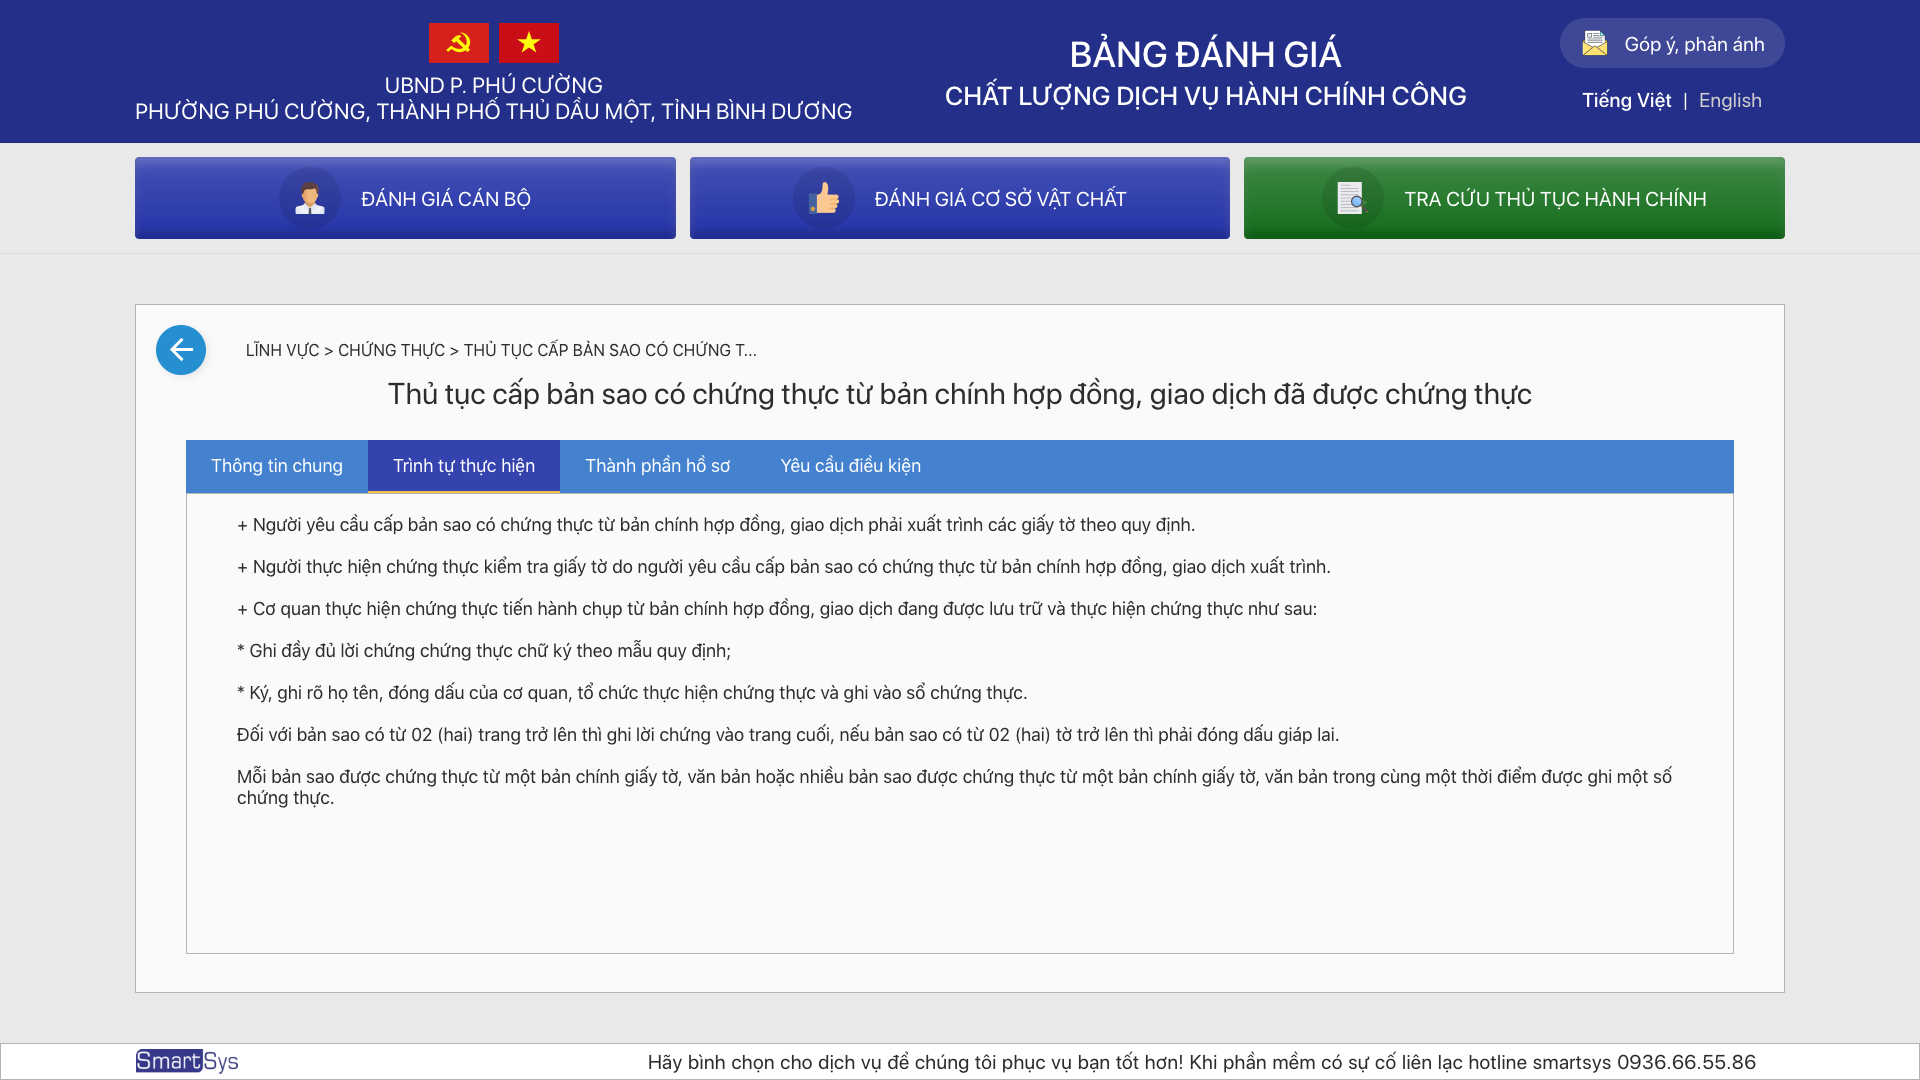 UBND P. PHÚ CƯỜNG
PHƯỜNG PHÚ CƯỜNG, THÀNH PHỐ THỦ DẦU MỘT, TỈNH BÌNH DƯƠNG
BẢNG ĐÁNH GIÁ
CHẤT LƯỢNG DỊCH VỤ HÀNH CHÍNH CÔNG
Góp ý, phản ánh
Tiếng Việt | English
ĐÁNH GIÁ CÁN BỘ
ĐÁNH GIÁ CƠ SỞ VẬT CHẤT
TRA CỨU THỦ TỤC HÀNH CHÍNH
LĨNH VỰC > CHỨNG THỰC > THỦ TỤC CẤP BẢN SAO CÓ CHỨNG T...
Thủ tục cấp bản sao có chứng thực từ bản chính hợp đồng, giao dịch đã được chứng thực
Thông tin chung
Trình tự thực hiện
Thành phần hồ sơ
Yêu cầu điều kiện
+ Người yêu cầu cấp bản sao có chứng thực từ bản chính hợp đồng, giao dịch phải xuất trình các giấy tờ theo quy định.
+ Người thực hiện chứng thực kiểm tra giấy tờ do người yêu cầu cấp bản sao có chứng thực từ bản chính hợp đồng, giao dịch xuất trình.
+ Cơ quan thực hiện chứng thực tiến hành chụp từ bản chính hợp đồng, giao dịch đang được lưu trữ và thực hiện chứng thực như sau:
* Ghi đầy đủ lời chứng chứng thực chữ ký theo mẫu quy định;
* Ký, ghi rõ họ tên, đóng dấu của cơ quan, tổ chức thực hiện chứng thực và ghi vào sổ chứng thực.
Đối với bản sao có từ 02 (hai) trang trở lên thì ghi lời chứng vào trang cuối, nếu bản sao có từ 02 (hai) tờ trở lên thì phải đóng dấu giáp lai.
Mỗi bản sao được chứng thực từ một bản chính giấy tờ, văn bản hoặc nhiều bản sao được chứng thực từ một bản chính giấy tờ, văn bản trong cùng một thời điểm được ghi một số
chứng thực.
SmartSys
Hãy bình chọn cho dịch vụ để chúng tôi phục vụ bạn tốt hơn! Khi phần mềm có sự cố liên lạc hotline smartsys 0936.66.55.86